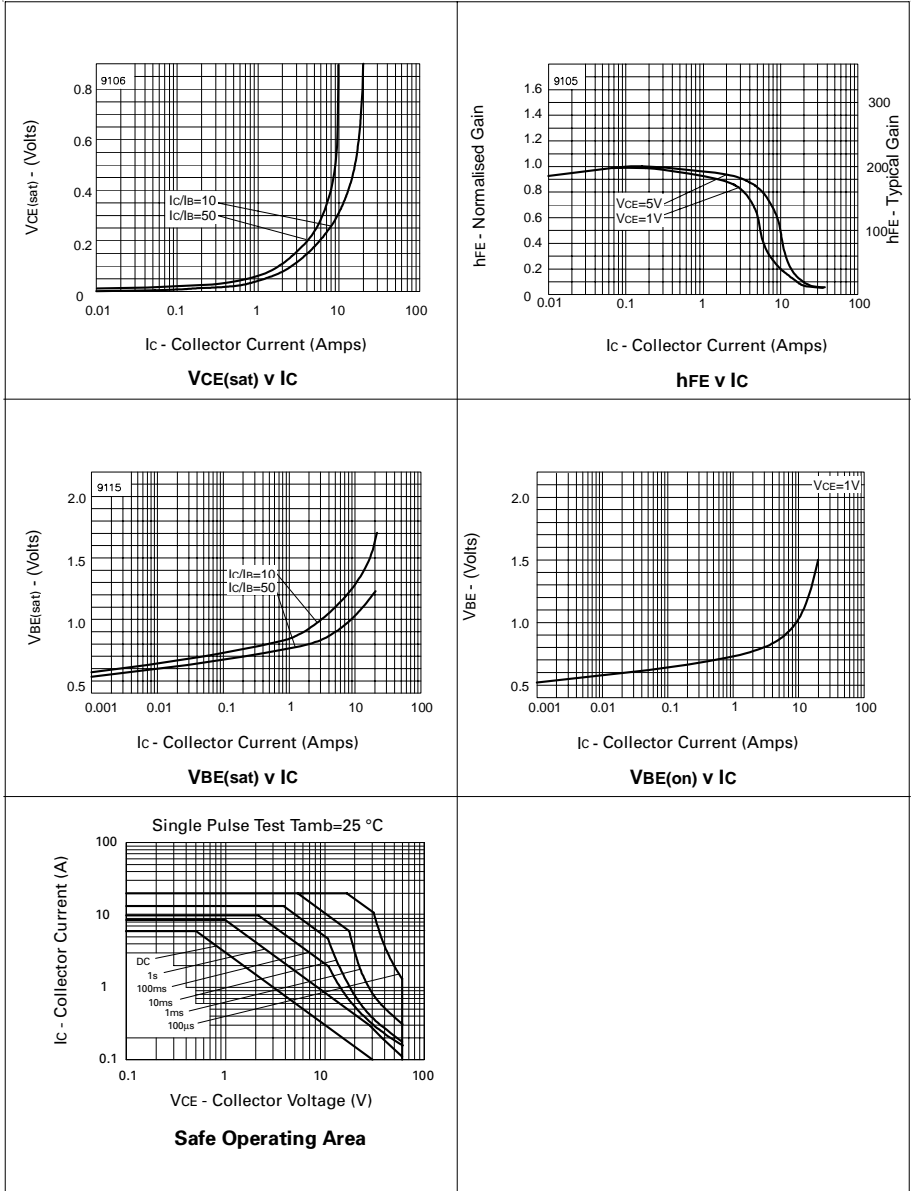 9106
VCE(sat) - (Volts)
0.8
0.6
0.4
0.2
0
IC/IB=10
IC/IB=50
0.01 0.1 1 10 100
IC - Collector Current (Amps)
VCE(sat) v IC
9105
hFE - Normalised Gain
1.6
1.4
1.2
1.0
0.8
0.6
0.4
0.2
0
300
200
100
hFE - Typical Gain
VCE=5V
VCE=1V
0.01 0.1 1 10 100
IC - Collector Current (Amps)
hFE v IC
9115
VBE(sat) - (Volts)
2.0
1.5
1.0
0.5
IC/IB=10
IC/IB=50
0.001 0.01 0.1 1 10 100
IC - Collector Current (Amps)
VBE(sat) v IC
VCE=1V
VBE - (Volts)
2.0
1.5
1.0
0.5
0.001 0.01 0.1 1 10 100
IC - Collector Current (Amps)
VBE(on) v IC
Single Pulse Test Tamb=25 °C
IC - Collector Current (A)
100
10
1
0.1
DC
1s
100ms
10ms
1ms
100µs
0.1 1 10 100
VCE - Collector Voltage (V)
Safe Operating Area